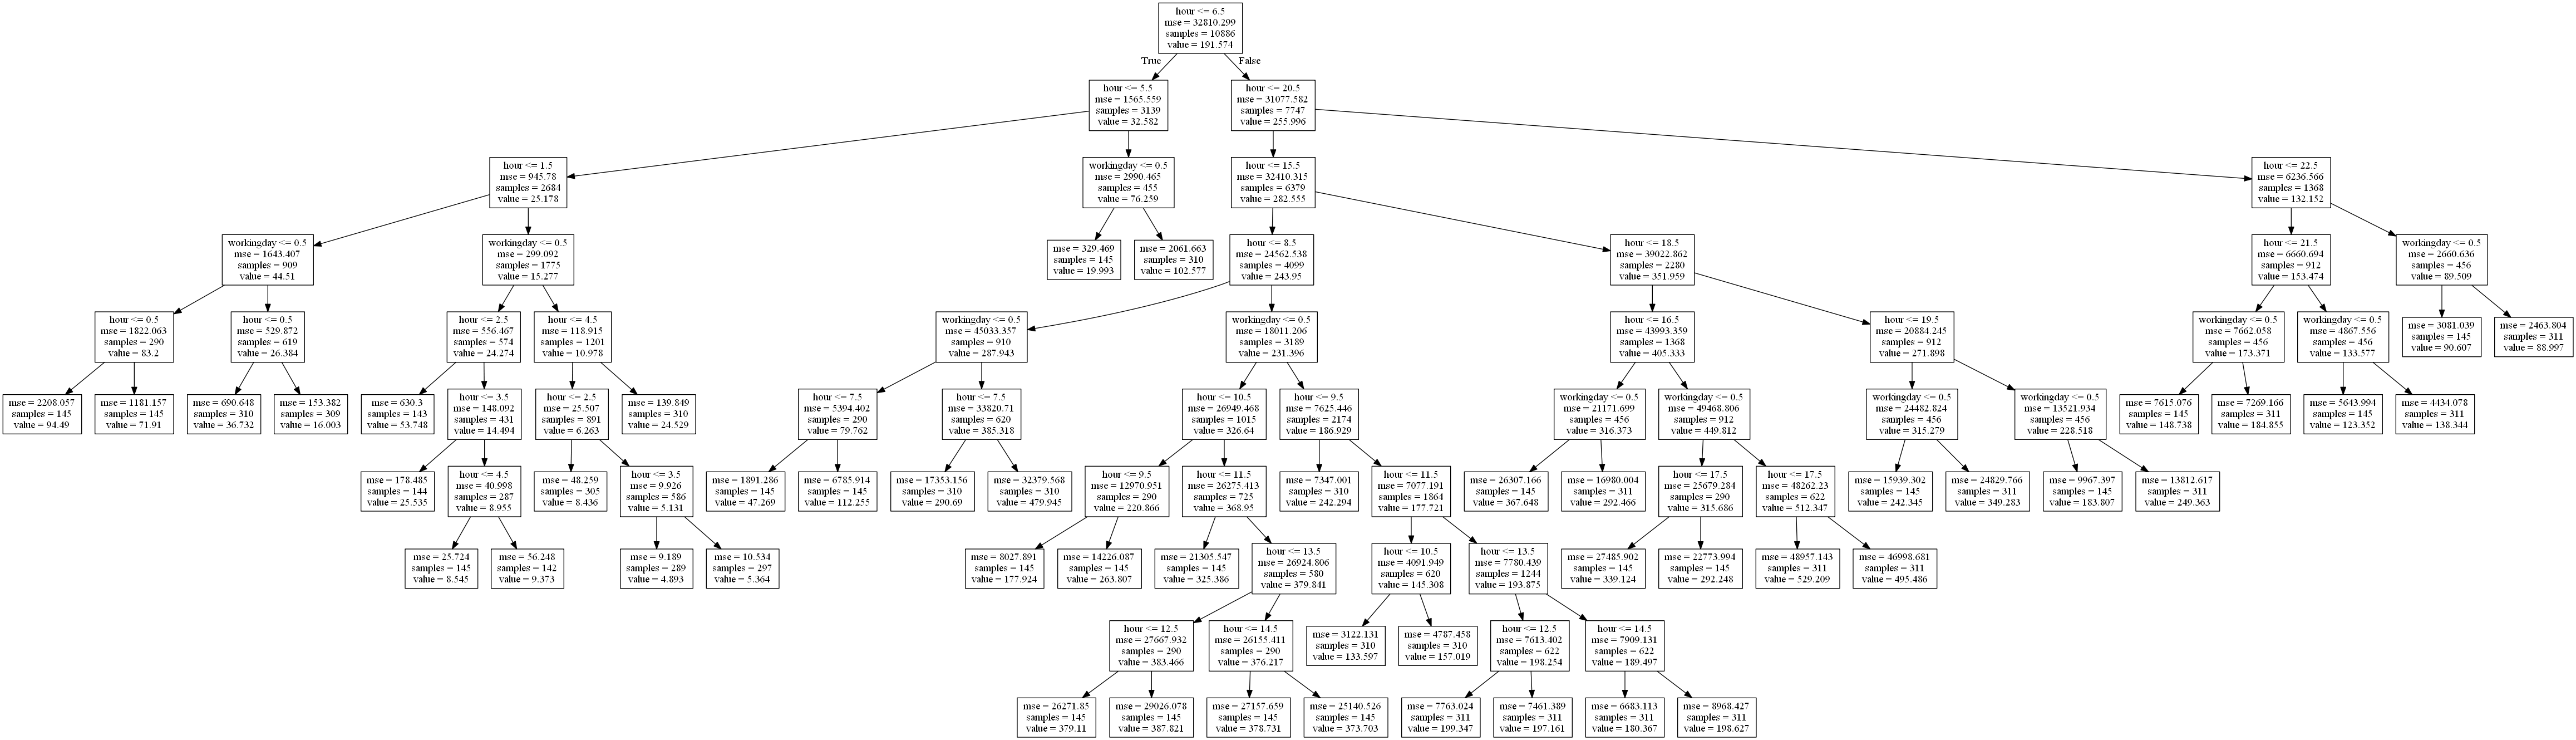 hour <= 6.5
mse = 32810.299
samples = 10886
value = 191.574
True
False
hour <= 5.5
mse = 1565.559
samples = 3139
value = 32.582
hour <= 20.5
mse = 31077.582
samples = 7747
value = 255.996
hour <= 1.5
mse = 945.78
samples = 2684
value = 25.178
workingday <= 0.5
mse = 2990.465
samples = 455
value = 76.259
hour <= 15.5
mse = 32410.315
samples = 6379
value = 282.555
hour <= 22.5
mse = 6236.566
samples = 1368
value = 132.152
workingday <= 0.5
mse = 1643.407
samples = 909
value = 44.51
workingday <= 0.5
mse = 299.092
samples = 1775
value = 15.277
mse = 329.469
samples = 145
value = 19.993
mse = 2061.663
samples = 310
value = 102.577
hour <= 8.5
mse = 24562.538
samples = 4099
value = 243.95
hour <= 18.5
mse = 39022.862
samples = 2280
value = 351.959
hour <= 21.5
mse = 6660.694
samples = 912
value = 153.474
workingday <= 0.5
mse = 2660.636
samples = 456
value = 89.509
hour <= 0.5
mse = 1822.063
samples = 290
value = 83.2
hour <= 0.5
mse = 529.872
samples = 619
value = 26.384
hour <= 2.5
mse = 556.467
samples = 574
value = 24.274
hour <= 4.5
mse = 118.915
samples = 1201
value = 10.978
workingday <= 0.5
mse = 45033.357
samples = 910
value = 287.943
workingday <= 0.5
mse = 18011.206
samples = 3189
value = 231.396
hour <= 16.5
mse = 43993.359
samples = 1368
value = 405.333
hour <= 19.5
mse = 20884.245
samples = 912
value = 271.898
workingday <= 0.5
mse = 7662.058
samples = 456
value = 173.371
workingday <= 0.5
mse = 4867.556
samples = 456
value = 133.577
mse = 3081.039
samples = 145
value = 90.607
mse = 2463.804
samples = 311
value = 88.997
mse = 2208.057
samples = 145
value = 94.49
mse = 1181.157
samples = 145
value = 71.91
mse = 690.648
samples = 310
value = 36.732
mse = 153.382
samples = 309
value = 16.003
mse = 630.3
samples = 143
value = 53.748
hour <= 3.5
mse = 148.092
samples = 431
value = 14.494
hour <= 2.5
mse = 25.507
samples = 891
value = 6.263
mse = 139.849
samples = 310
value = 24.529
hour <= 7.5
mse = 5394.402
samples = 290
value = 79.762
hour <= 7.5
mse = 33820.71
samples = 620
value = 385.318
hour <= 10.5
mse = 26949.468
samples = 1015
value = 326.64
hour <= 9.5
mse = 7625.446
samples = 2174
value = 186.929
workingday <= 0.5
mse = 21171.699
samples = 456
value = 316.373
workingday <= 0.5
mse = 49468.806
samples = 912
value = 449.812
workingday <= 0.5
mse = 24482.824
samples = 456
value = 315.279
workingday <= 0.5
mse = 13521.934
samples = 456
value = 228.518
mse = 7615.076
samples = 145
value = 148.738
mse = 7269.166
samples = 311
value = 184.855
mse = 5643.994
samples = 145
value = 123.352
mse = 4434.078
samples = 311
value = 138.344
mse = 178.485
samples = 144
value = 25.535
hour <= 4.5
mse = 40.998
samples = 287
value = 8.955
mse = 48.259
samples = 305
value = 8.436
hour <= 3.5
mse = 9.926
samples = 586
value = 5.131
mse = 1891.286
samples = 145
value = 47.269
mse = 6785.914
samples = 145
value = 112.255
mse = 17353.156
samples = 310
value = 290.69
mse = 32379.568
samples = 310
value = 479.945
hour <= 9.5
mse = 12970.951
samples = 290
value = 220.866
hour <= 11.5
mse = 26275.413
samples = 725
value = 368.95
mse = 7347.001
samples = 310
value = 242.294
hour <= 11.5
mse = 7077.191
samples = 1864
value = 177.721
mse = 26307.166
samples = 145
value = 367.648
mse = 16980.004
samples = 311
value = 292.466
hour <= 17.5
mse = 25679.284
samples = 290
value = 315.686
hour <= 17.5
mse = 48262.23
samples = 622
value = 512.347
mse = 15939.302
samples = 145
value = 242.345
mse = 24829.766
samples = 311
value = 349.283
mse = 9967.397
samples = 145
value = 183.807
mse = 13812.617
samples = 311
value = 249.363
mse = 25.724
samples = 145
value = 8.545
mse = 56.248
samples = 142
value = 9.373
mse = 9.189
samples = 289
value = 4.893
mse = 10.534
samples = 297
value = 5.364
mse = 8027.891
samples = 145
value = 177.924
mse = 14226.087
samples = 145
value = 263.807
mse = 21305.547
samples = 145
value = 325.386
hour <= 13.5
mse = 26924.806
samples = 580
value = 379.841
hour <= 10.5
mse = 4091.949
samples = 620
value = 145.308
hour <= 13.5
mse = 7780.439
samples = 1244
value = 193.875
mse = 27485.902
samples = 145
value = 339.124
mse = 22773.994
samples = 145
value = 292.248
mse = 48957.143
samples = 311
value = 529.209
mse = 46998.681
samples = 311
value = 495.486
hour <= 12.5
mse = 27667.932
samples = 290
value = 383.466
hour <= 14.5
mse = 26155.411
samples = 290
value = 376.217
mse = 3122.131
samples = 310
value = 133.597
mse = 4787.458
samples = 310
value = 157.019
hour <= 12.5
mse = 7613.402
samples = 622
value = 198.254
hour <= 14.5
mse = 7909.131
samples = 622
value = 189.497
mse = 26271.85
samples = 145
value = 379.11
mse = 29026.078
samples = 145
value = 387.821
mse = 27157.659
samples = 145
value = 378.731
mse = 25140.526
samples = 145
value = 373.703
mse = 7763.024
samples = 311
value = 199.347
mse = 7461.389
samples = 311
value = 197.161
mse = 6683.113
samples = 311
value = 180.367
mse = 8968.427
samples = 311
value = 198.627